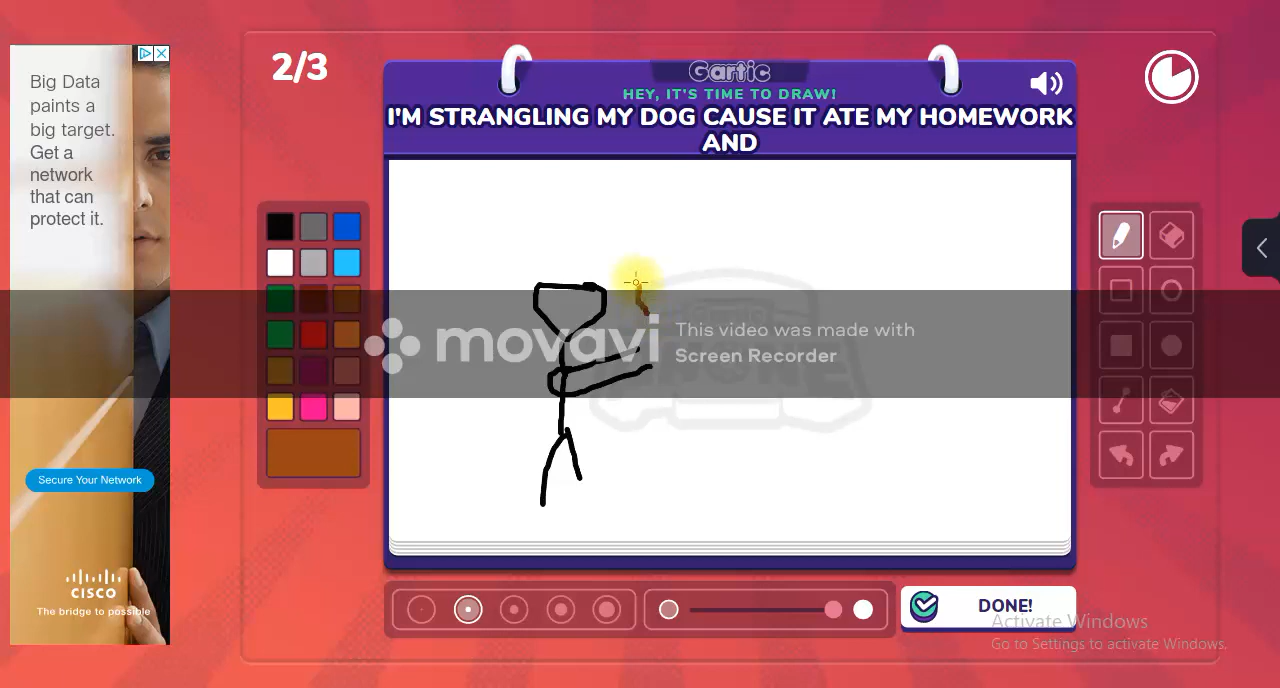 2/3
Gartic
HEY, IT'S TIME TO DRAW!
I'M STRANGLING MY DOG CAUSE IT ATE MY HOMEWORK
AND
Big Data
paints a
big target.
Get a
network
that can
protect it.
Secure Your Network
CISCO
The bridge to possible
movavi
This video was made with
Screen Recorder
DONE!
Activate Windows
Go to Settings to activate Windows.